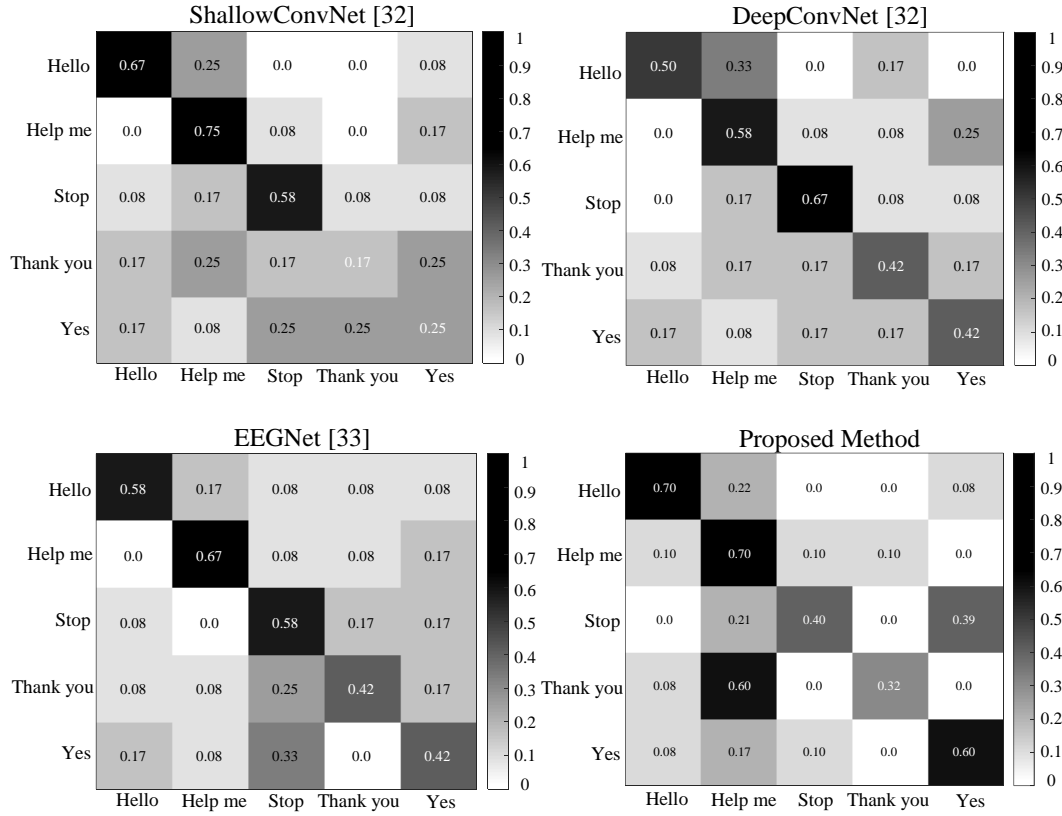 ShallowConvNet [32]
Hello 0.67 0.25 0.0 0.0 0.08
Help me 0.0 0.75 0.08 0.0 0.17
Stop 0.08 0.17 0.58 0.08 0.08
Thank you 0.17 0.25 0.17 0.17 0.25
Yes 0.17 0.08 0.25 0.25 0.25
Hello Help me Stop Thank you Yes
1
0.9
0.8
0.7
0.6
0.5
0.4
0.3
0.2
0.1
0
DeepConvNet [32]
Hello 0.50 0.33 0.0 0.17 0.0
Help me 0.0 0.58 0.08 0.08 0.25
Stop 0.0 0.17 0.67 0.08 0.08
Thank you 0.08 0.17 0.17 0.42 0.17
Yes 0.17 0.08 0.17 0.17 0.42
Hello Help me Stop Thank you Yes
1
0.9
0.8
0.7
0.6
0.5
0.4
0.3
0.2
0.1
0
EEGNet [33]
Hello 0.58 0.17 0.08 0.08 0.08
Help me 0.0 0.67 0.08 0.08 0.17
Stop 0.08 0.0 0.58 0.17 0.17
Thank you 0.08 0.08 0.25 0.42 0.17
Yes 0.17 0.08 0.33 0.0 0.42
Hello Help me Stop Thank you Yes
1
0.9
0.8
0.7
0.6
0.5
0.4
0.3
0.2
0.1
0
Proposed Method
Hello 0.70 0.22 0.0 0.0 0.08
Help me 0.10 0.70 0.10 0.10 0.0
Stop 0.0 0.21 0.40 0.0 0.39
Thank you 0.08 0.60 0.0 0.32 0.0
Yes 0.08 0.17 0.10 0.0 0.60
Hello Help me Stop Thank you Yes
1
0.9
0.8
0.7
0.6
0.5
0.4
0.3
0.2
0.1
0